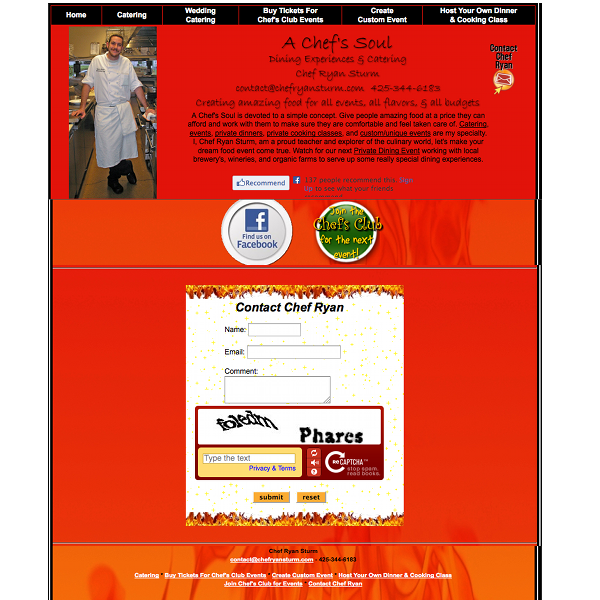 Home
Catering
Wedding
Catering
Buy Tickets For
Chef's Club Events
Create
Custom Event
Host Your Own Dinner
& Cooking Class
A Chef's Soul
Dining Experiences & Catering
Chef Ryan Sturm
contact@chefryansturm.com 425-344-6183
Creating amazing food for all events, all flavors, & all budgets
Contact
Chef
Ryan
A Chef's Soul is devoted to a simple concept: Give people amazing food at a price they can
afford and work with them to make sure they are comfortable and feel taken care of. Catering,
events, private dinners, private cooking classes, and custom/unique events are my specialty.
I, Chef Ryan Sturm, am a proud teacher and explorer of the culinary world, let's make your
dream food event come true. Watch for our next Private Dining Event working with local
brewery's, wineries, and organic farms to serve up some really special dining experiences.
Recommend
137 people recommend this. Sign
Up to see what your friends
Find us on
Facebook
Join the
Chef's Club
for the next
event!
Contact Chef Ryan
Name:
Email:
Comment:
Phares
Type the text
Privacy & Terms
reCAPTCHA™
stop spam.
read books.
submit reset
Chef Ryan Sturm
contact@chefryansturm.com - 425-344-6183
Catering * Buy Tickets For Chef's Club Events * Create Custom Event * Host Your Own Dinner & Cooking Class
Join Chef's Club for Events * Contact Chef Ryan